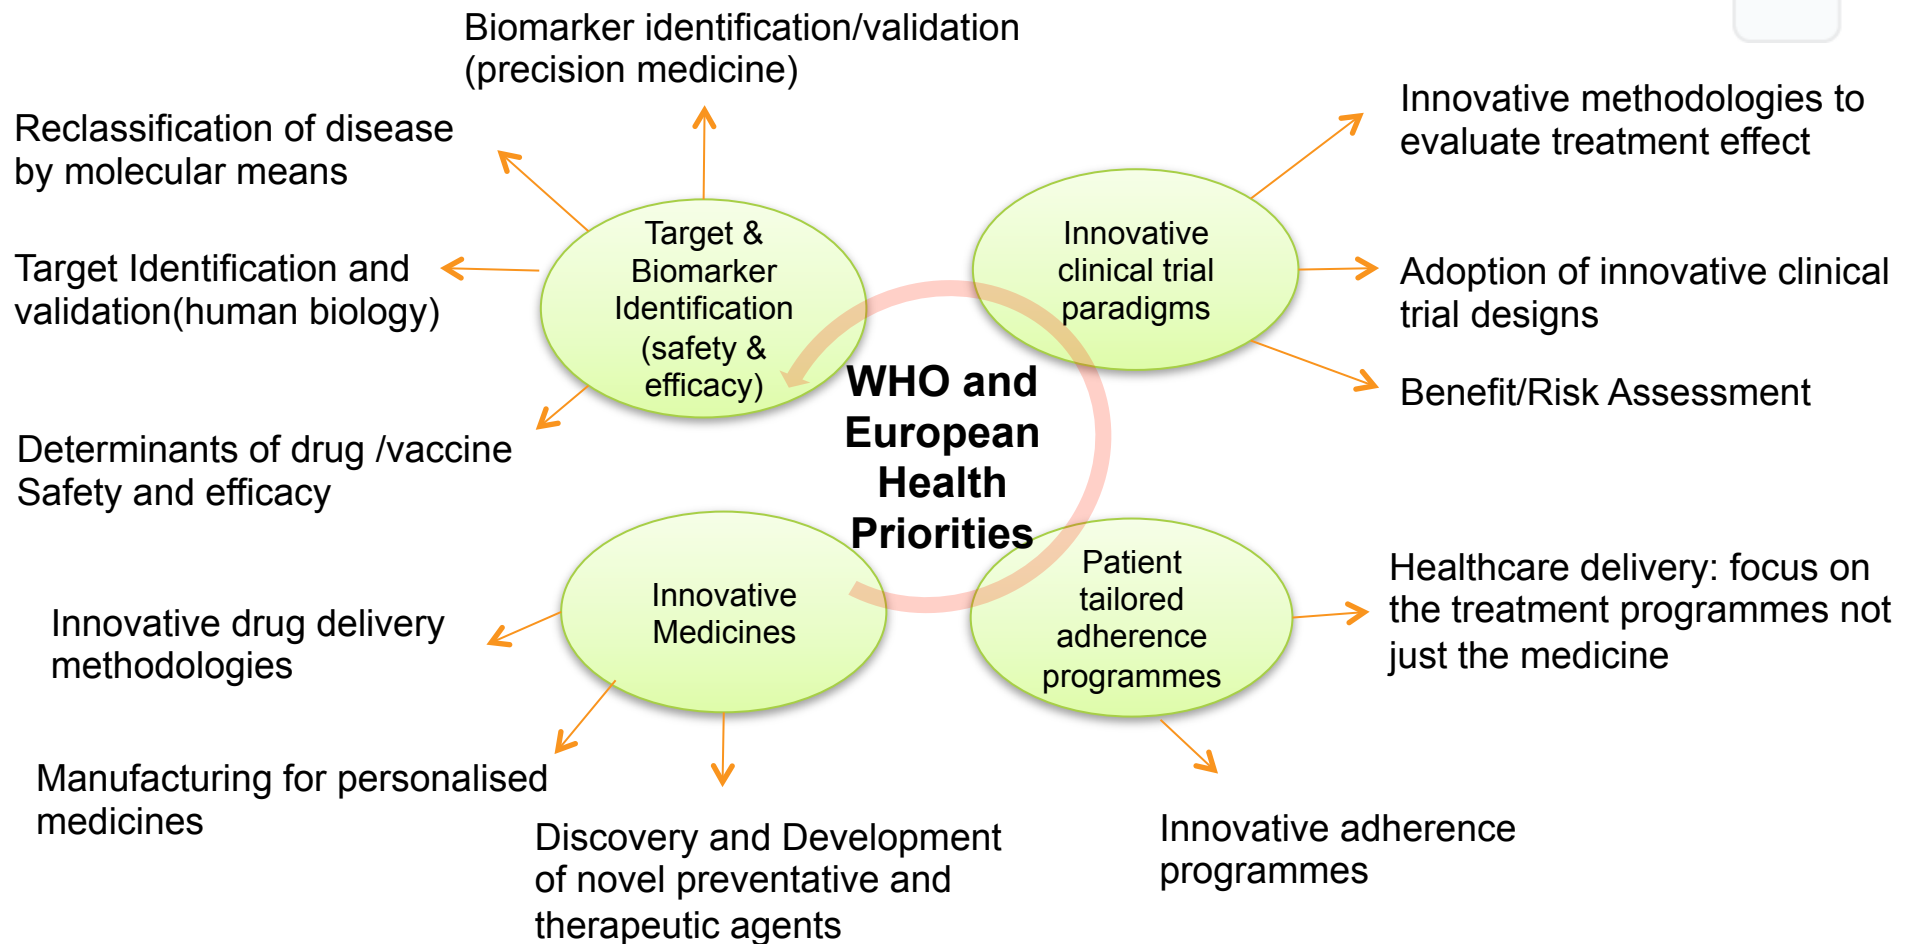 Biomarker identification/validation
(precision medicine)
Reclassification of disease
by molecular means
Target Identification and
validation(human biology)
Determinants of drug /vaccine
Safety and efficacy
Target &
Biomarker
Identification
(safety &
efficacy)
Innovative
clinical trial
paradigms
Innovative methodologies to
evaluate treatment effect
Adoption of innovative clinical
trial designs
Benefit/Risk Assessment
WHO and
European
Health
Priorities
Innovative
Medicines
Innovative drug delivery
methodologies
Manufacturing for personalised
medicines
Discovery and Development
of novel preventative and
therapeutic agents
Patient
tailored
adherence
programmes
Healthcare delivery: focus on
the treatment programmes not
just the medicine
Innovative adherence
programmes